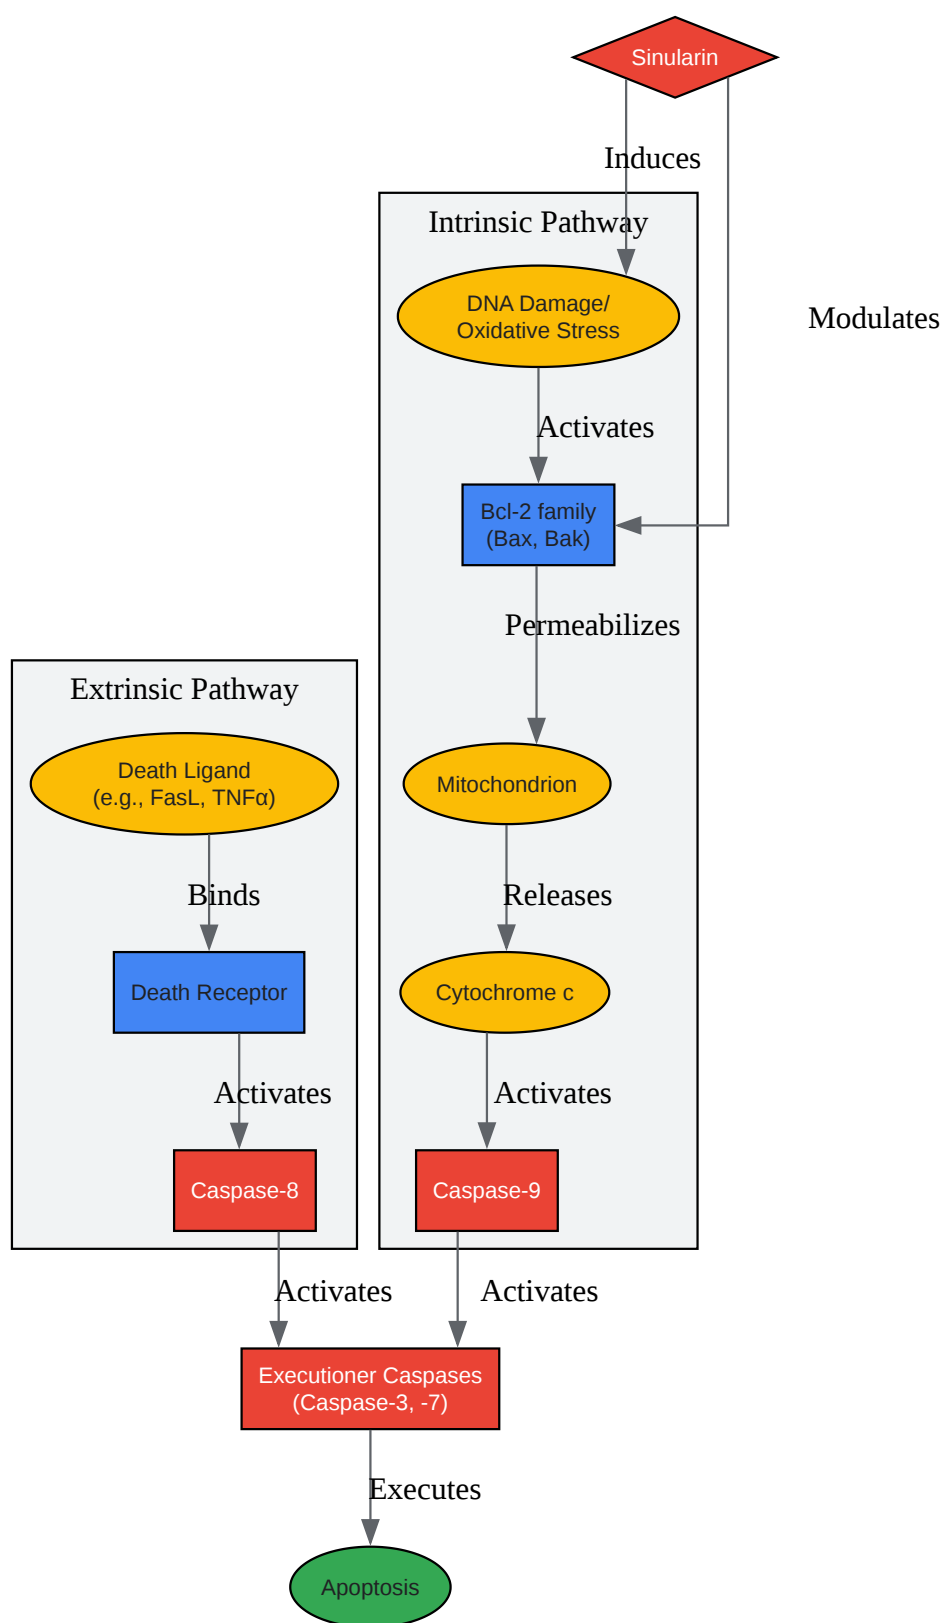 Sinularin
Induces
Intrinsic Pathway
DNA Damage/
Oxidative Stress
Modulates
Activates
Bcl-2 family
(Bax, Bak)
Permeabilizes
Extrinsic Pathway
Death Ligand
(e.g., FasL, TNFα)
Mitochondrion
Binds
Releases
Death Receptor
Cytochrome c
Activates
Activates
Caspase-8
Caspase-9
Activates
Activates
Executioner Caspases
(Caspase-3, -7)
Executes
Apoptosis